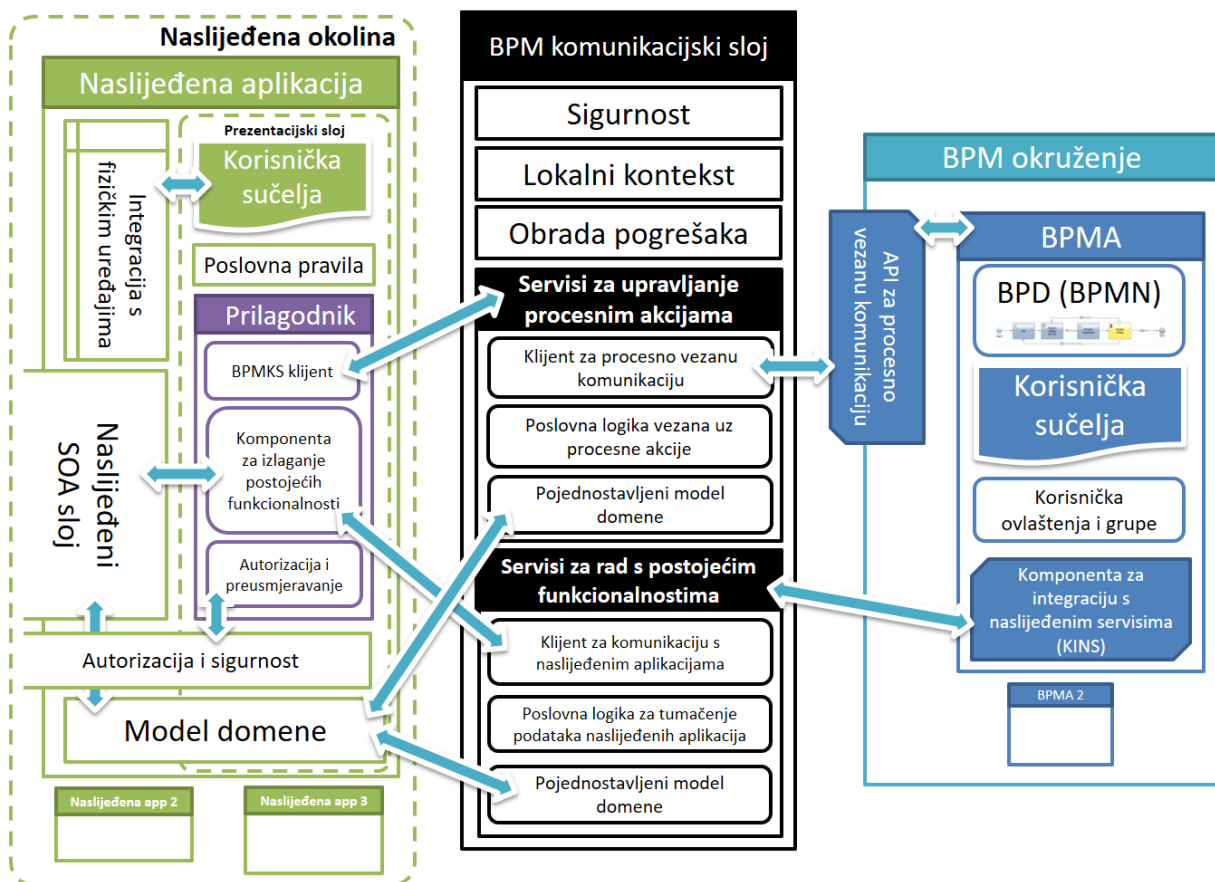 Naslijeđena okolina
Naslijeđena aplikacija
Integracija s
fizičkim uređajima
Prezentacijski sloj
Korisnička
sučelja
Poslovna pravila
Prilagodnik
BPMKS klijent
Komponenta
za izlaganje
postojećih
funkcionalnosti
Autorizacija i
preusmjeravanje
Naslijeđeni
SOA sloj
Autorizacija i sigurnost
Model domene
Naslijeđena app 2
Naslijeđena app 3
BPM komunikacijski sloj
Sigurnost
Lokalni kontekst
Obrada pogrešaka
Servisi za upravljanje
procesnim akcijama
Klijent za procesno vezanu
komunikaciju
Poslovna logika vezana uz
procesne akcije
Pojednostavljeni model
domene
Servisi za rad s postojećim
funkcionalnostima
Klijent za komunikaciju s
naslijeđenim aplikacijama
Poslovna logika za tumačenje
podataka naslijeđenih aplikacija
Pojednostavljeni model
domene
BPM okruženje
API za procesno
vezanu komunikaciju
BPMA
BPD (BPMN)
Korisnička
sučelja
Korisnička
ovlaštenja i grupe
Komponenta za
integraciju s
naslijeđenim servisima
(KINS)
BPMA 2